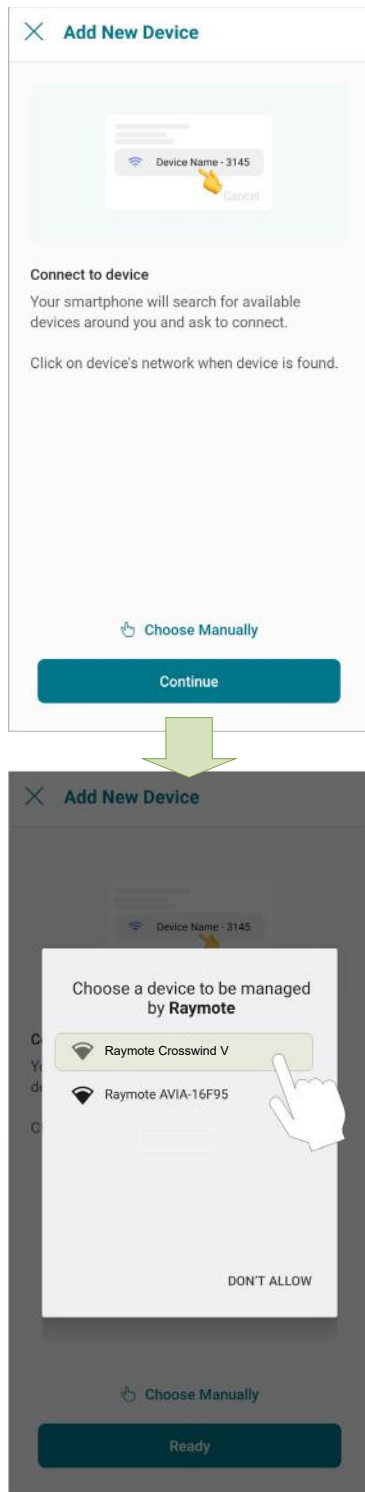 Add New Device
Device Name - 3145
Cancel
Connect to device
Your smartphone will search for available
devices around you and ask to connect.
Click on device's network when device is found.
Choose Manually
Continue
Add New Device
Device Name - 3145
Choose a device to be managed
by Raymote
Raymote Crosswind V
Raymote AVIA-16F95
DON'T ALLOW
Choose Manually
Ready